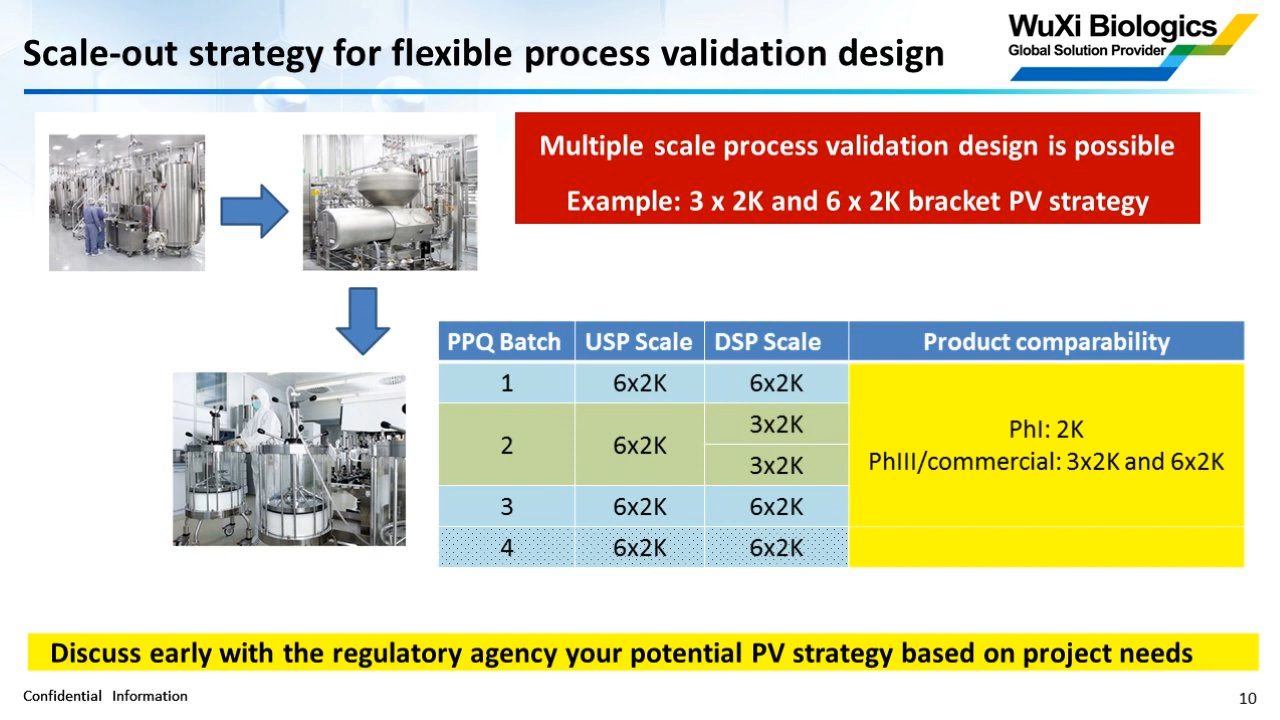 Scale-out strategy for flexible process validation design
WuXi Biologics
Global Solution Provider
Multiple scale process validation design is possible
Example: 3 x 2K and 6 x 2K bracket PV strategy
PPQ Batch USP Scale DSP Scale Product comparability
1 6x2K 6x2K
2 6x2K 3x2K
3x2K
PhI: 2K
PhIII/commercial: 3x2K and 6x2K
3 6x2K 6x2K
4 6x2K 6x2K
Discuss early with the regulatory agency your potential PV strategy based on project needs
Confidential Information
10